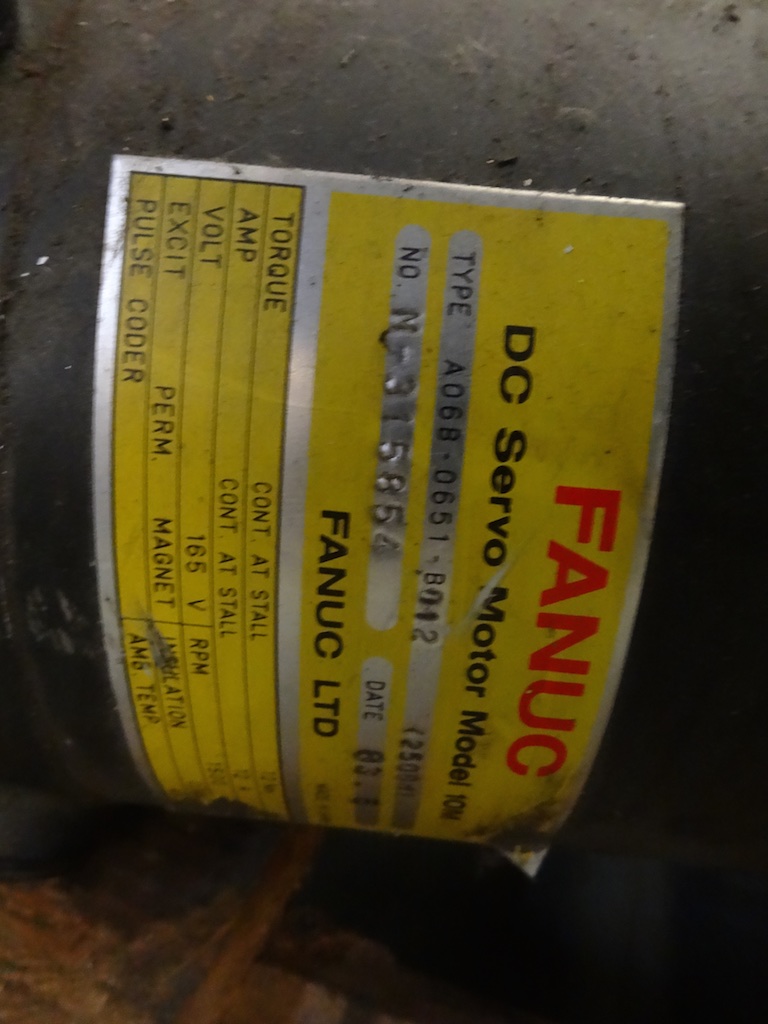 FANUC
DC Servo Motor Model 10M
TYPE A06B-0651-B012
NO. DATE
FANUC LTD
TORQUE CONT. AT STALL
AMP CONT. AT STALL
VOLT 165 V RPM
EXCIT PERM. MAGNET INSULATION
PULSE CODER AMB. TEMP